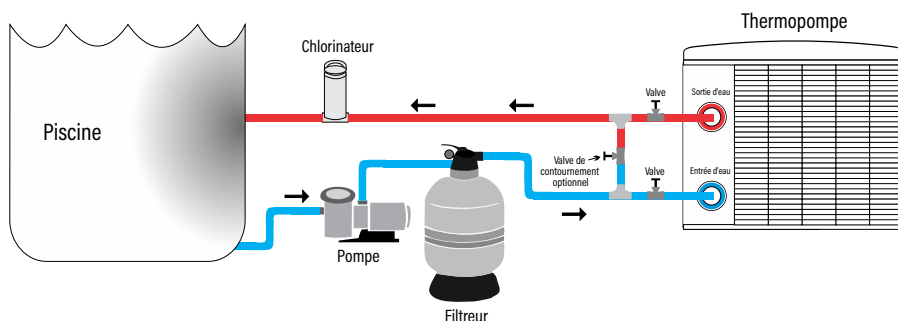 Thermopompe
Chlorinateur
Valve
Sortie d'eau
Piscine
Valve de
contournement
optionnel
Valve
Entrée d'eau
Pompe
Filtreur